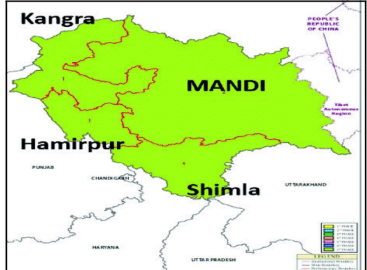 Kangra
PEOPLE'S
REPUBLIC
OF CHINA
MANDI
Tibet
Autonomous
Region
Hamirpur
PUNJAB
CHANDIGARH
Shimla
UTTARAKHAND
HARYANA
UTTAR PRADESH
LEGEND